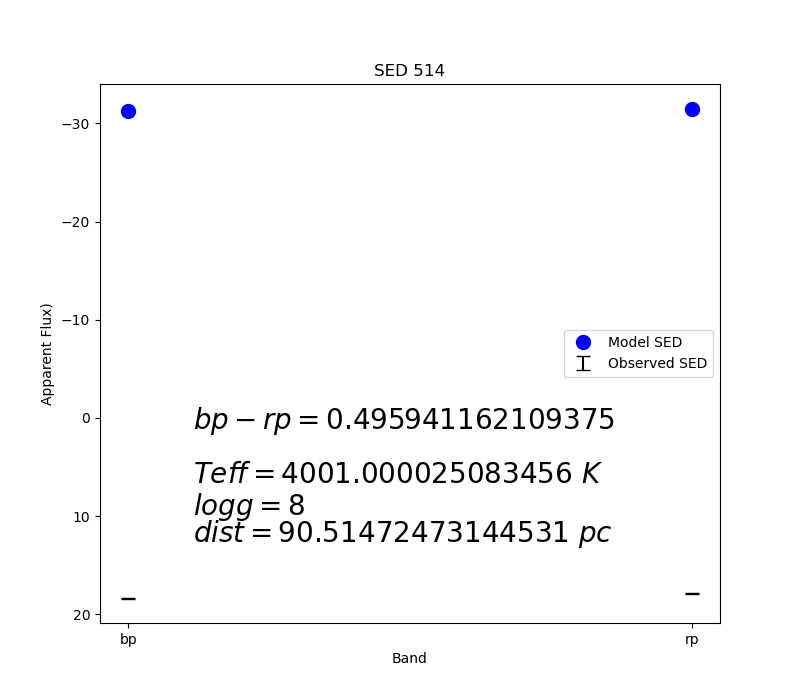 SED 514
−30
−20
−10
0
10
20
Apparent Flux)
Model SED
Observed SED
bp − rp = 0.495941162109375
Teff = 4001.000025083456 K
logg = 8
dist = 90.51472473144531 pc
bp
rp
Band